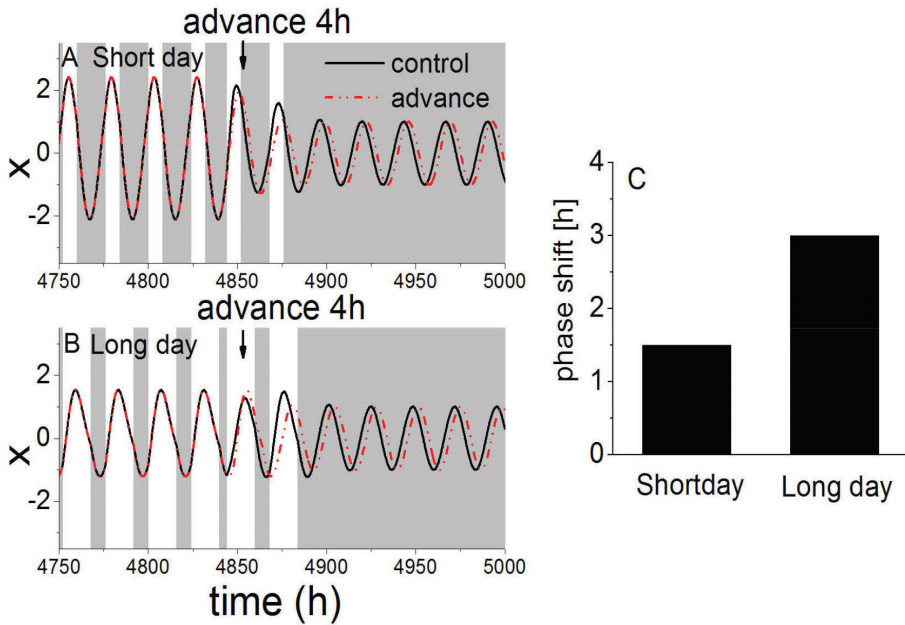 advance 4h
A Short day
control
advance
2
0
-2
X
4750 4800 4850 4900 4950 5000
advance 4h
B Long day
2
0
-2
X
4750 4800 4850 4900 4950 5000
time (h)
C
4
3
2
1
0
phase shift [h]
Shortday Long day